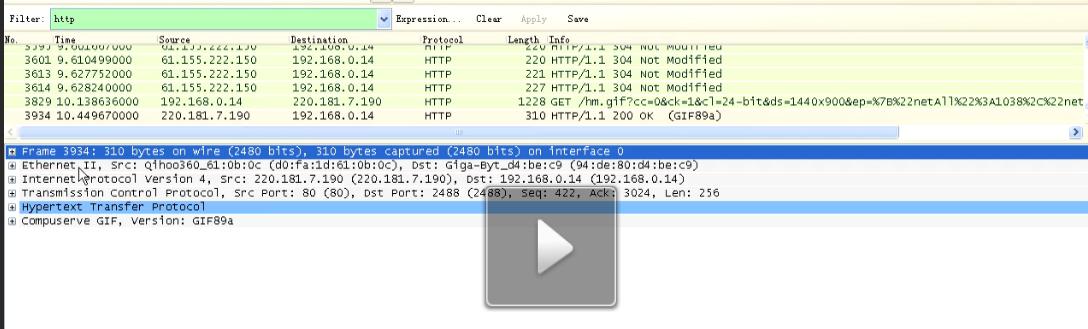 Filter: http Expression... Clear Apply Save
No. Time Source Destination Protocol Length Info
3595 9.601667000 61.155.222.150 192.168.0.14 HTTP 220 HTTP/1.1 304 Not Modified
3601 9.610499000 61.155.222.150 192.168.0.14 HTTP 220 HTTP/1.1 304 Not Modified
3613 9.627752000 61.155.222.150 192.168.0.14 HTTP 221 HTTP/1.1 304 Not Modified
3614 9.628240000 61.155.222.150 192.168.0.14 HTTP 227 HTTP/1.1 304 Not Modified
3829 10.138636000 192.168.0.14 220.181.7.190 HTTP 1228 GET /hm.gif?cc=0&ck=1&cl=24-bit&ds=1440x900&ep=%7B%22netAll%22%3A1038%2C%22net
3934 10.449670000 220.181.7.190 192.168.0.14 HTTP 310 HTTP/1.1 200 OK (GIF89a)
Frame 3934: 310 bytes on wire (2480 bits), 310 bytes captured (2480 bits) on interface 0
Ethernet II, Src: Qihoo360_61:0b:0c (d0:fa:1d:61:0b:0c), Dst: Giga-Byt_d4:be:c9 (94:de:80:d4:be:c9)
Internet Protocol Version 4, Src: 220.181.7.190 (220.181.7.190), Dst: 192.168.0.14 (192.168.0.14)
Transmission Control Protocol, Src Port: 80 (80), Dst Port: 2488 (2488), Seq: 422, Ack: 3024, Len: 256
Hypertext Transfer Protocol
Compuserve GIF, Version: GIF89a